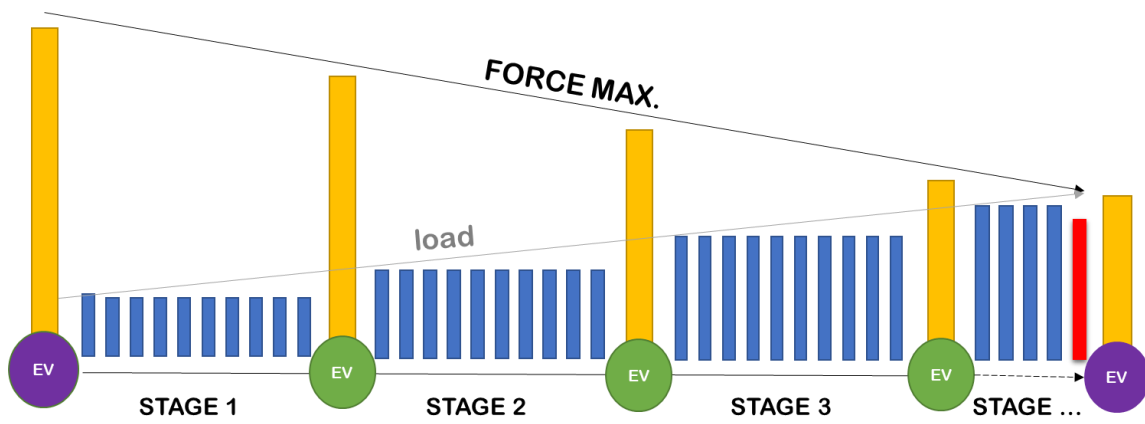 FORCE MAX.
load
EV
EV
EV
EV
EV
STAGE 1
STAGE 2
STAGE 3
STAGE ...